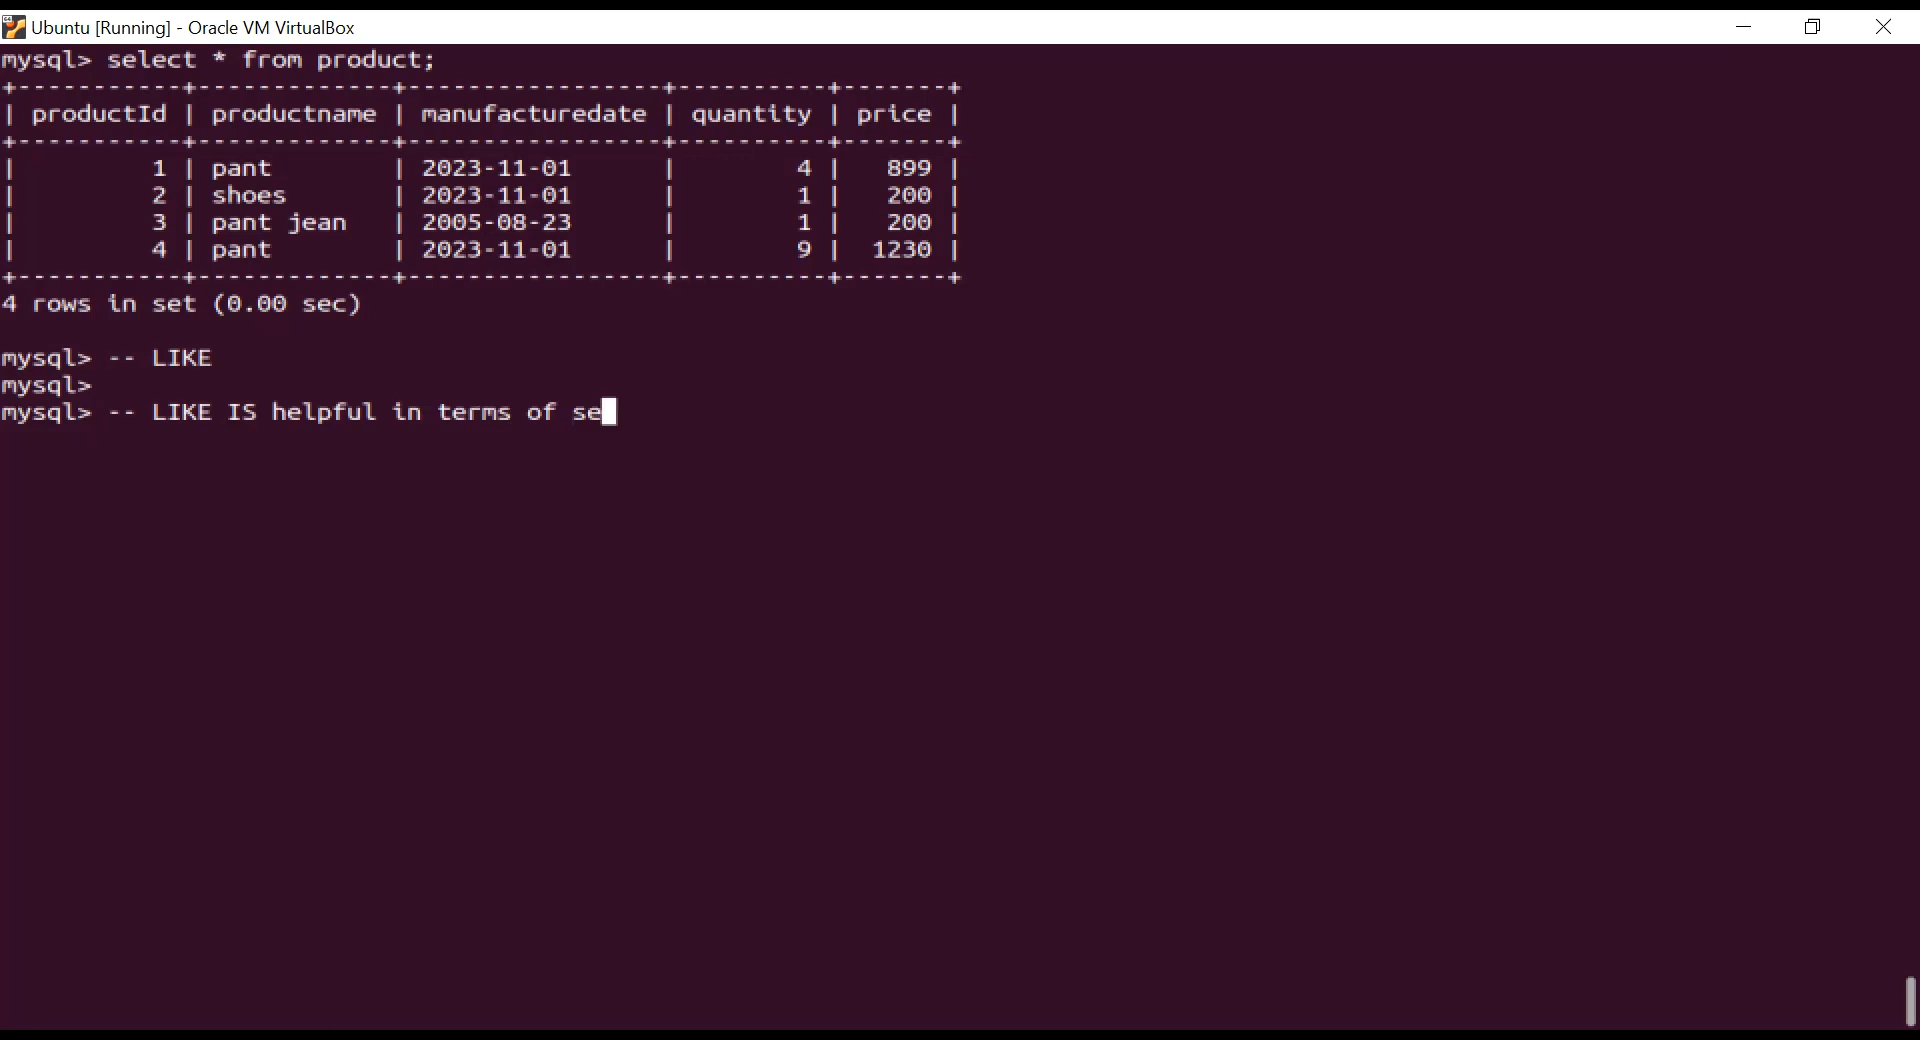 Ubuntu [Running] - Oracle VM VirtualBox
mysql> select * from product;
+-----------+-------------+-----------------+----------+-------+
| productId | productname | manufacturedate | quantity | price |
+-----------+-------------+-----------------+----------+-------+
|         1 | pant        | 2023-11-01      |        4 |   899 |
|         2 | shoes       | 2023-11-01      |        1 |   200 |
|         3 | pant jean   | 2005-08-23      |        1 |   200 |
|         4 | pant        | 2023-11-01      |        9 |  1230 |
+-----------+-------------+-----------------+----------+-------+
4 rows in set (0.00 sec)
mysql> -- LIKE
mysql>
mysql> -- LIKE IS helpful in terms of se